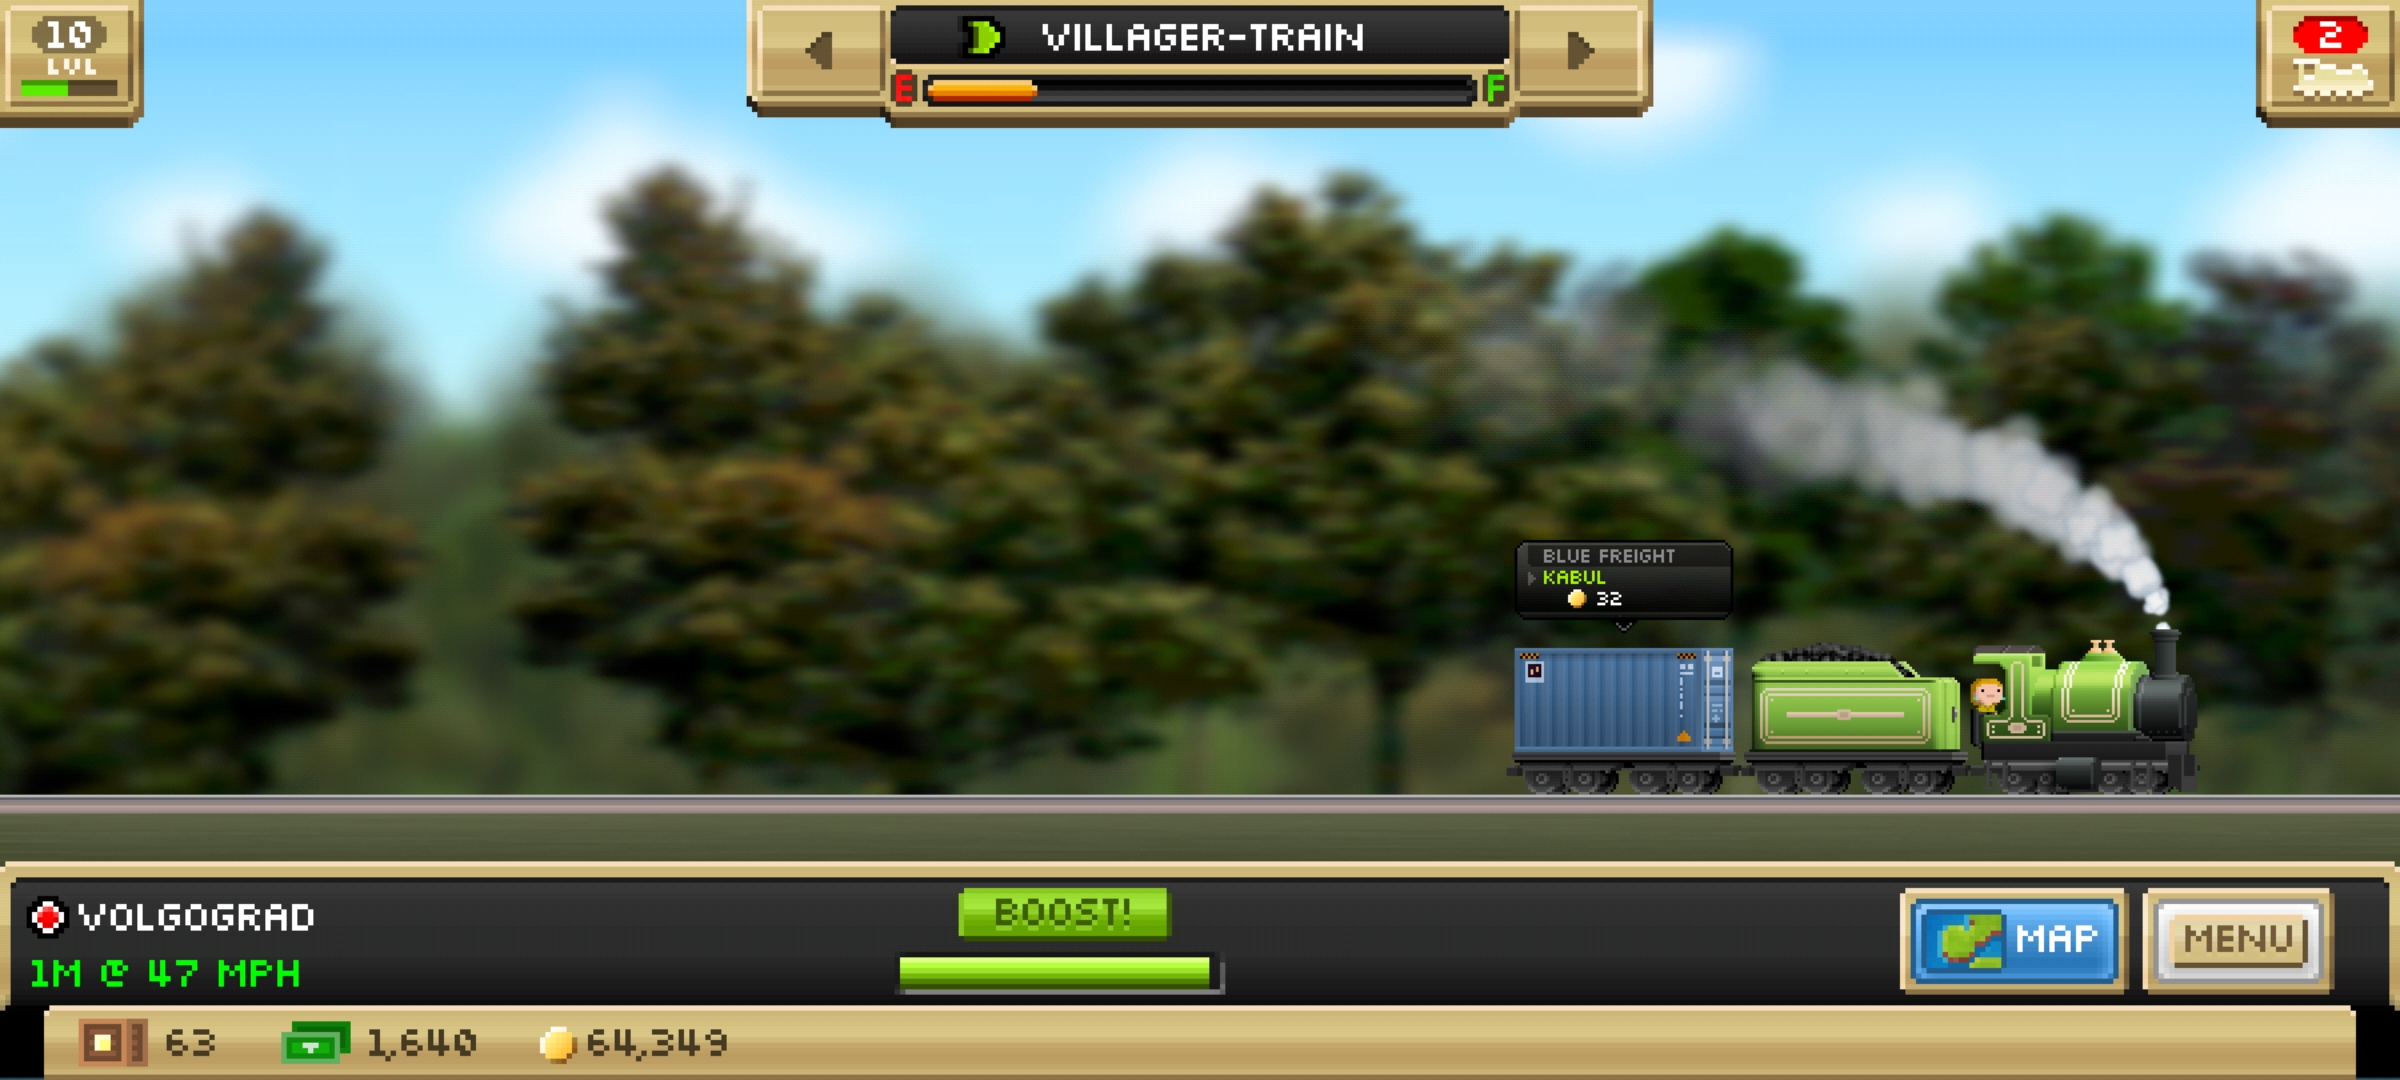 10
LVL
VILLAGER-TRAIN
E F
2
BLUE FREIGHT
KABUL
32
VOLGOGRAD
1M @ 47 MPH
BOOST!
MAP
MENU
63
1,640
64,349